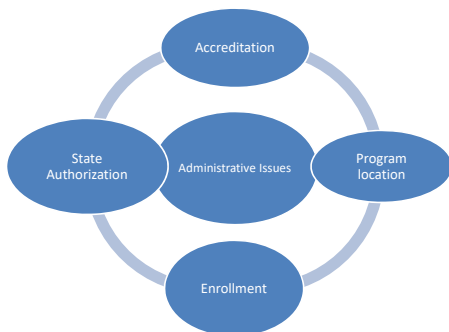 Accreditation
State
Authorization
Administrative Issues
Program
location
Enrollment